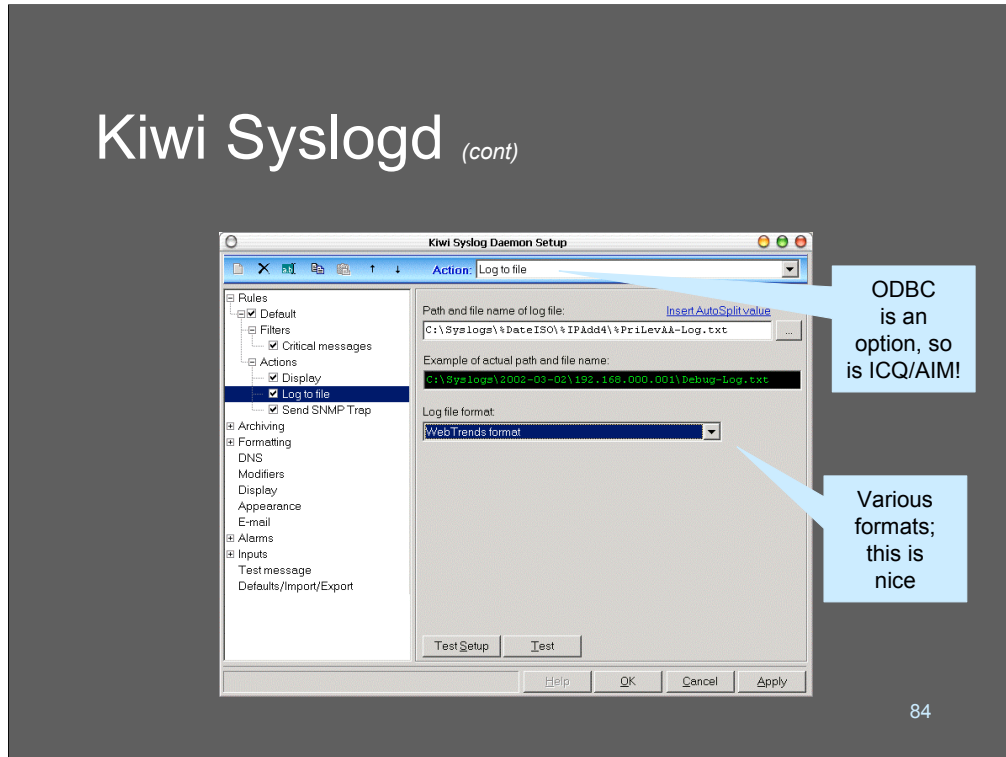 Kiwi Syslogd (cont)
Kiwi Syslog Daemon Setup
Action: Log to file
Rules
Default
Filters
Critical messages
Actions
Display
Log to file
Send SNMP Trap
Archiving
Formatting
DNS
Modifiers
Display
Appearance
E-mail
Alarms
Inputs
Test message
Defaults/Import/Export
Path and file name of log file: Insert AutoSplit value
C:\Syslogs\%DateISO\%IPAdd4\%PriLevAA-Log.txt
...
Example of actual path and file name:
C:\Syslogs\2002-03-02\192.168.000.001\Debug-Log.txt
Log file format:
WebTrends format
Test Setup Test
Help OK Cancel Apply
ODBC
is an
option, so
is ICQ/AIM!
Various
formats;
this is
nice
84